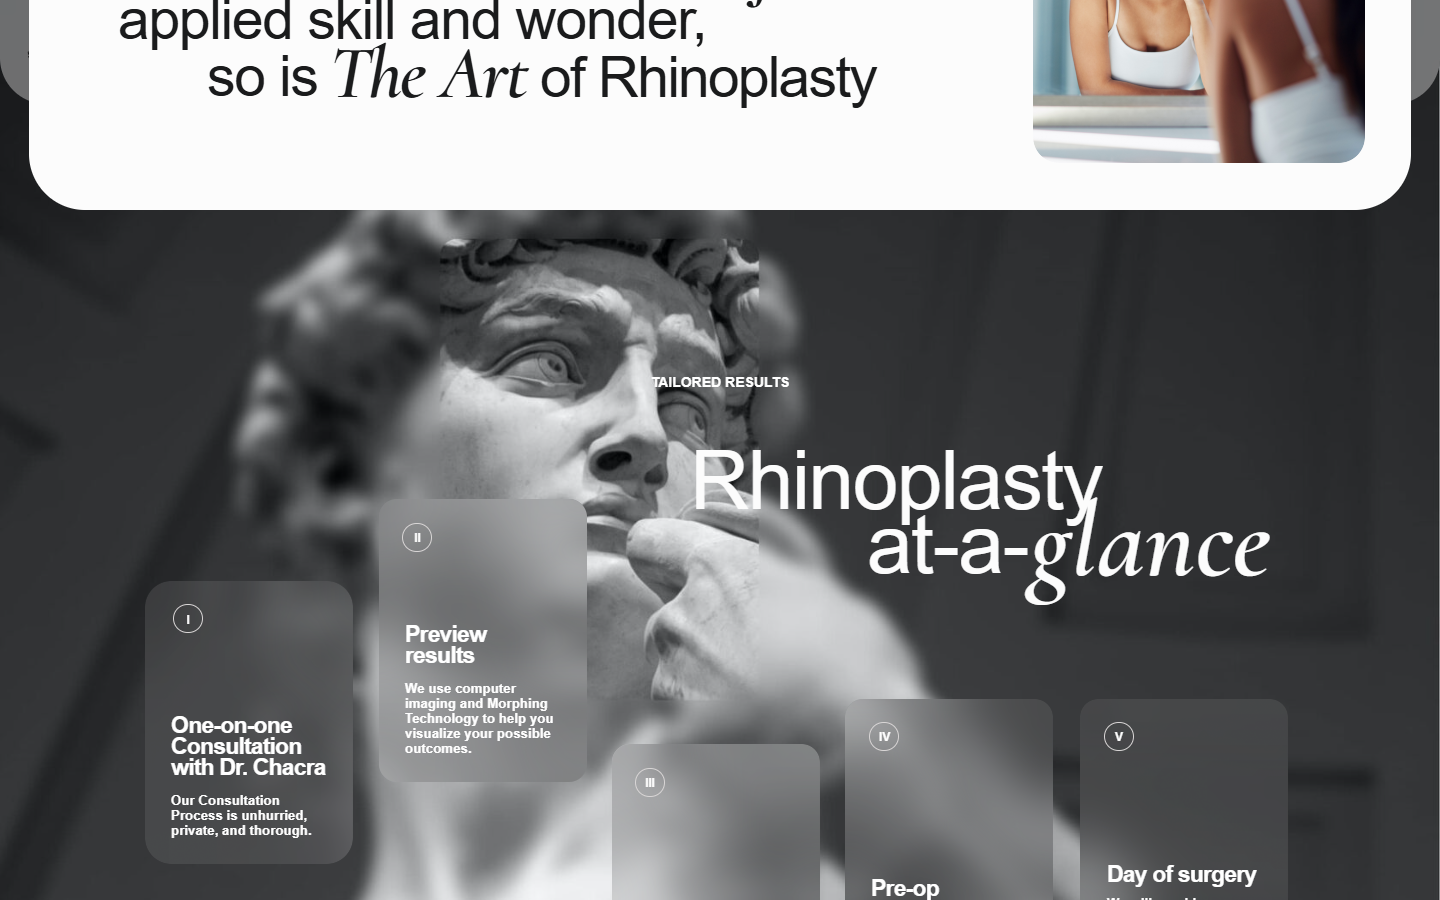 applied skill and wonder,
so is The Art of Rhinoplasty
TAILORED RESULTS
Rhinoplasty
at-a-glance
I
One-on-one
Consultation
with Dr. Chacra
Our Consultation
Process is unhurried,
private, and thorough.
II
Preview
results
We use computer
imaging and Morphing
Technology to help you
visualize your possible
outcomes.
III
IV
Pre-op
V
Day of surgery